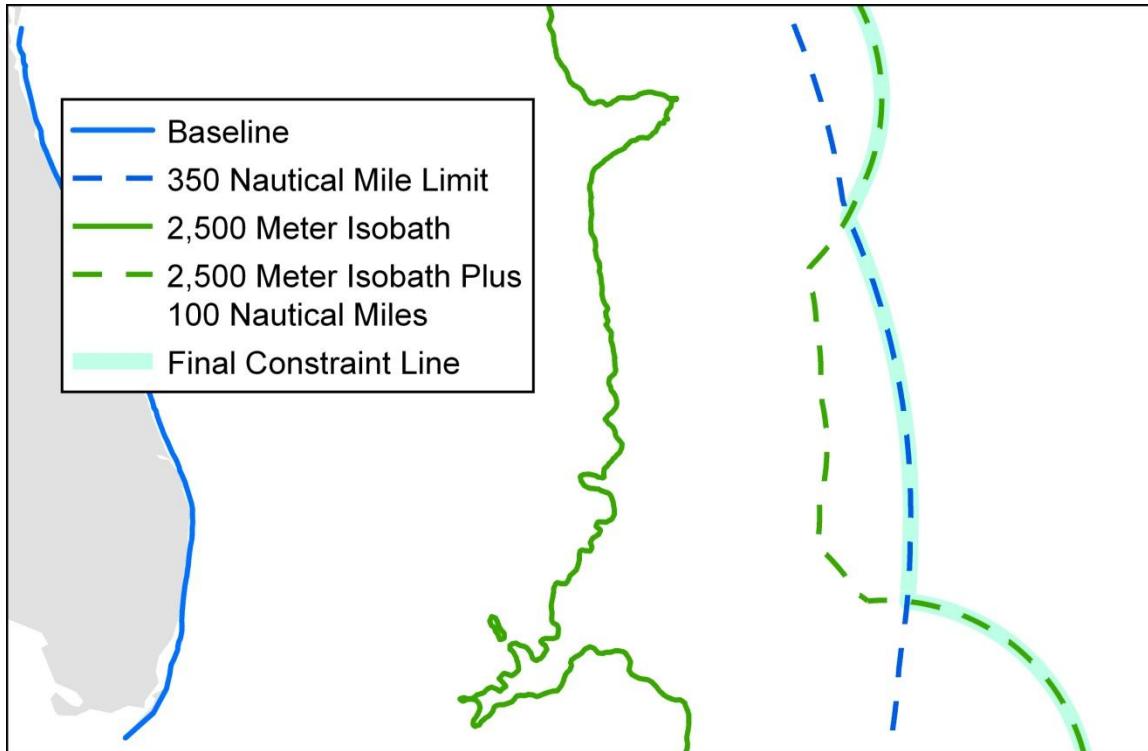 Baseline
350 Nautical Mile Limit
2,500 Meter Isobath
2,500 Meter Isobath Plus
100 Nautical Miles
Final Constraint Line